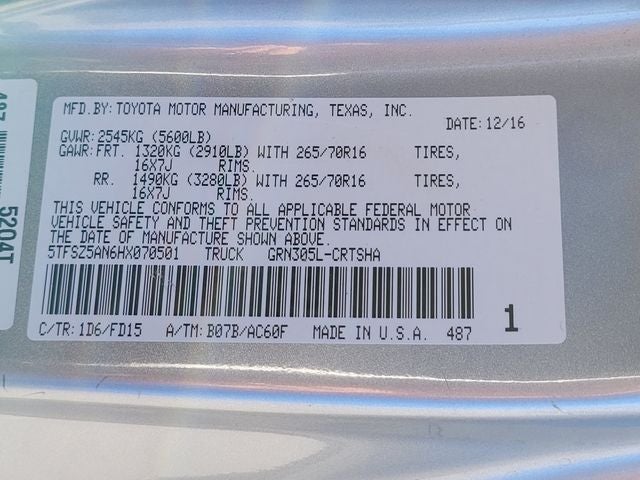 MFD.BY: TOYOTA MOTOR MANUFACTURING, TEXAS, INC.
DATE: 12/16
GVWR: 2545KG (5600LB)
GAWR: FRT. 1320KG (2910LB) WITH 265/70R16 TIRES,
16X7J RIMS.
RR. 1490KG (3280LB) WITH 265/70R16 TIRES,
16X7J RIMS.
THIS VEHICLE CONFORMS TO ALL APPLICABLE FEDERAL MOTOR
VEHICLE SAFETY AND THEFT PREVENTION STANDARDS IN EFFECT ON
THE DATE OF MANUFACTURE SHOWN ABOVE.
5TFSZ5AN6HX070501 TRUCK GRN305L-CRTSHA
C/TR: 1D6/FD15 A/TM: B07B/AC60F MADE IN U.S.A. 487 1
5204T